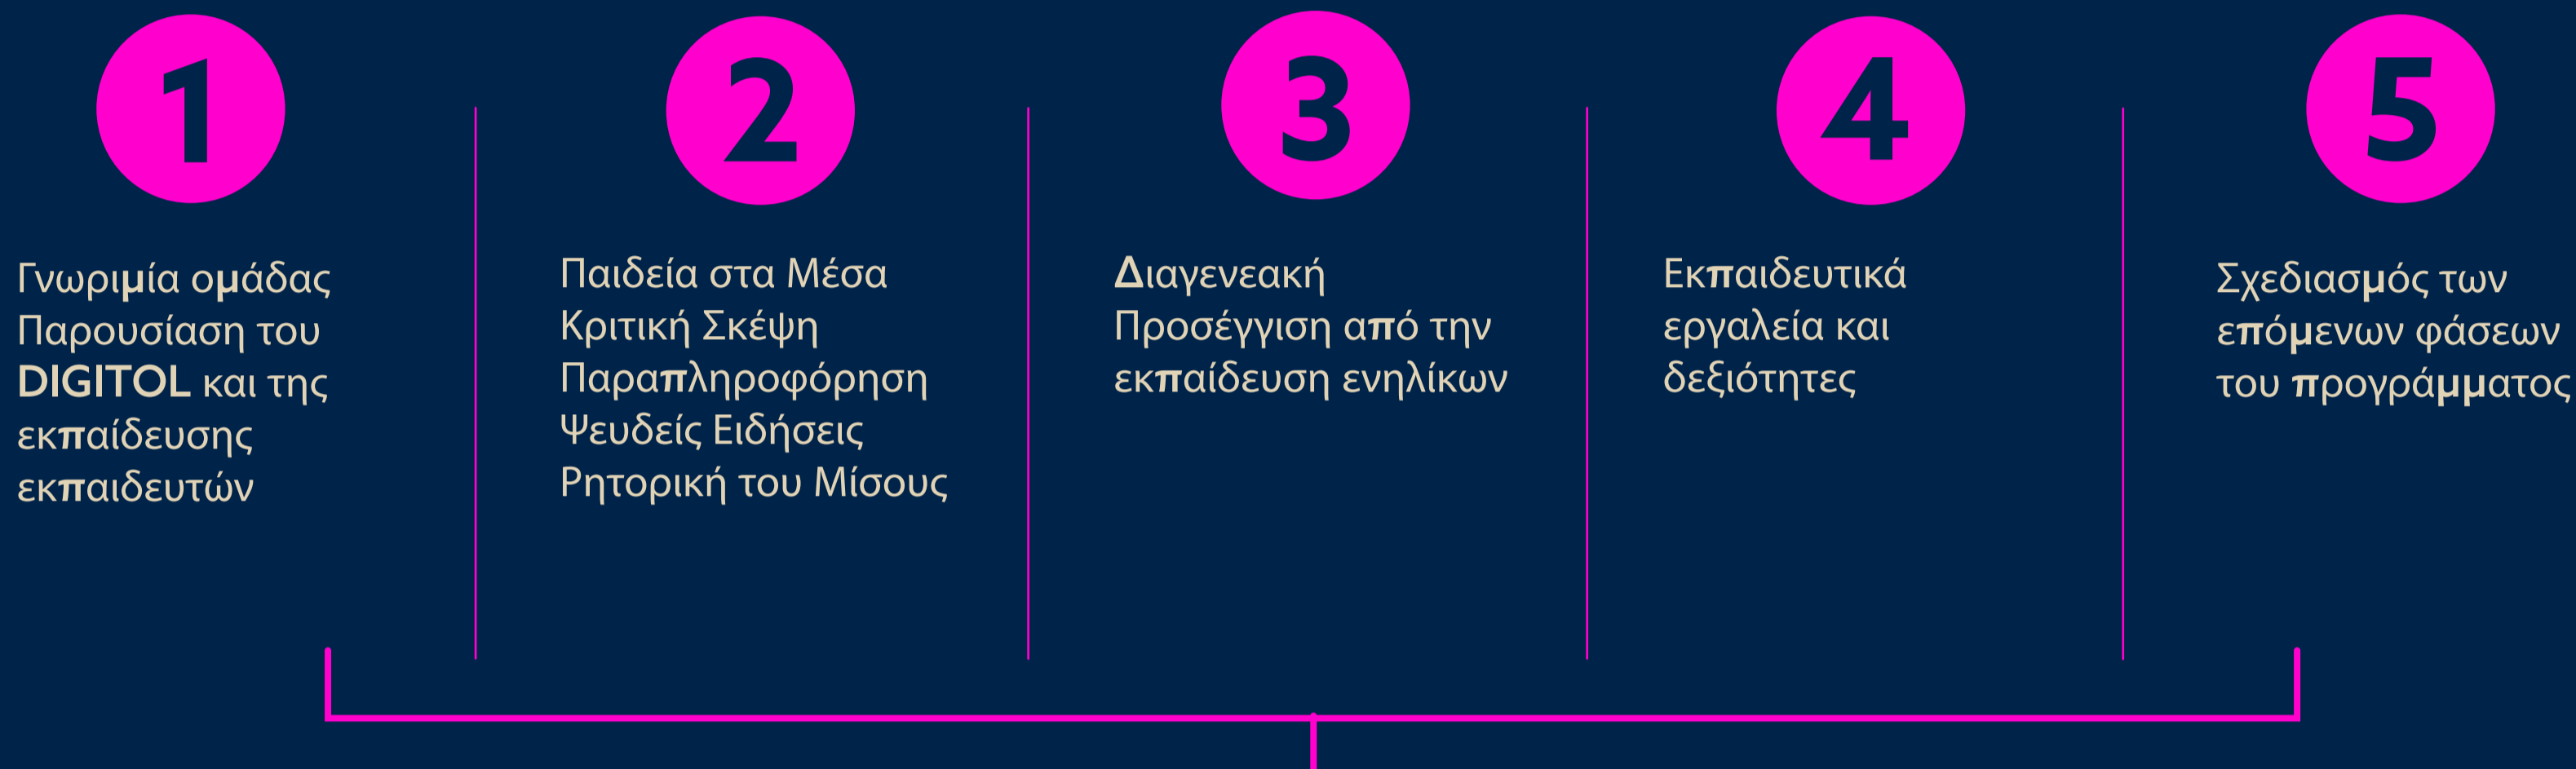 1
Γνωριμία ομάδας
Παρουσίαση του
DIGITOL και της
εκπαίδευσης
εκπαιδευτών
2
Παιδεία στα Μέσα
Κριτική Σκέψη
Παραπληροφόρηση
Ψευδείς Ειδήσεις
Ρητορική του Μίσους
3
Διαγενεακή
Προσέγγιση από την
εκπαίδευση ενηλίκων
4
Εκπαιδευτικά
εργαλεία και
δεξιότητες
5
Σχεδιασμός των
επόμενων φάσεων
του προγράμματος